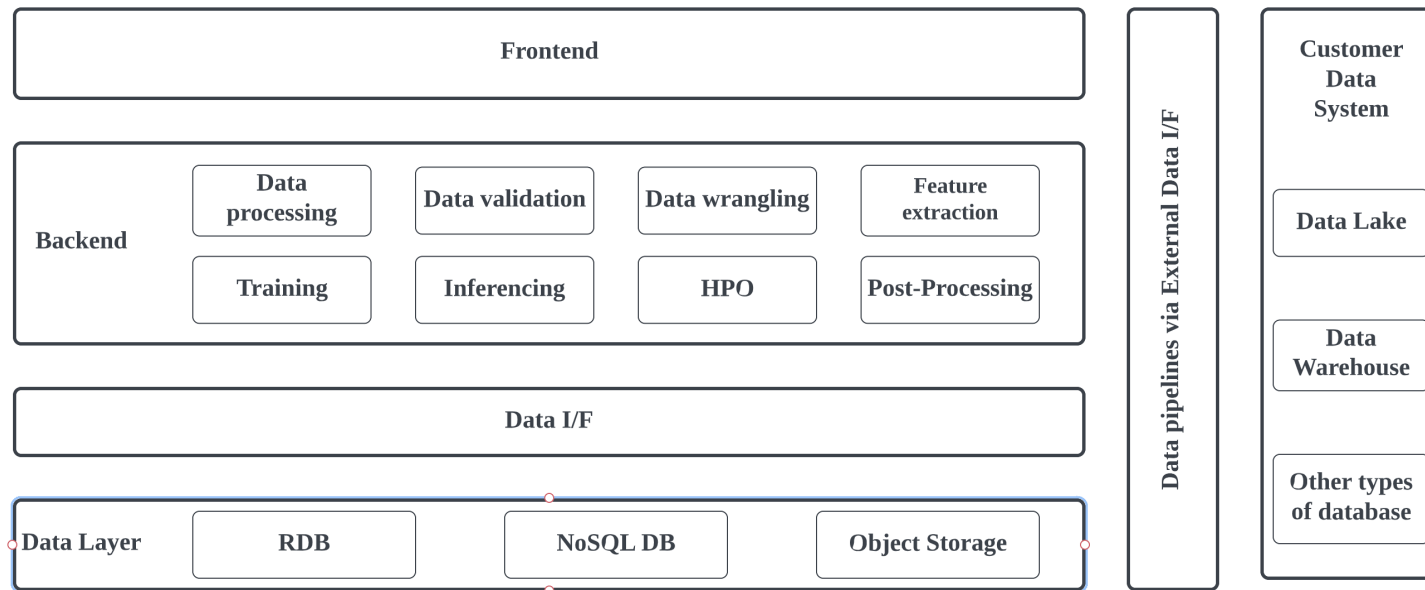 Frontend
Backend
Data
processing
Data validation
Data wrangling
Feature
extraction
Training
Inferencing
HPO
Post-Processing
Data I/F
Data Layer
RDB
NoSQL DB
Object Storage
Data pipelines via External Data I/F
Customer
Data
System
Data Lake
Data
Warehouse
Other types
of database